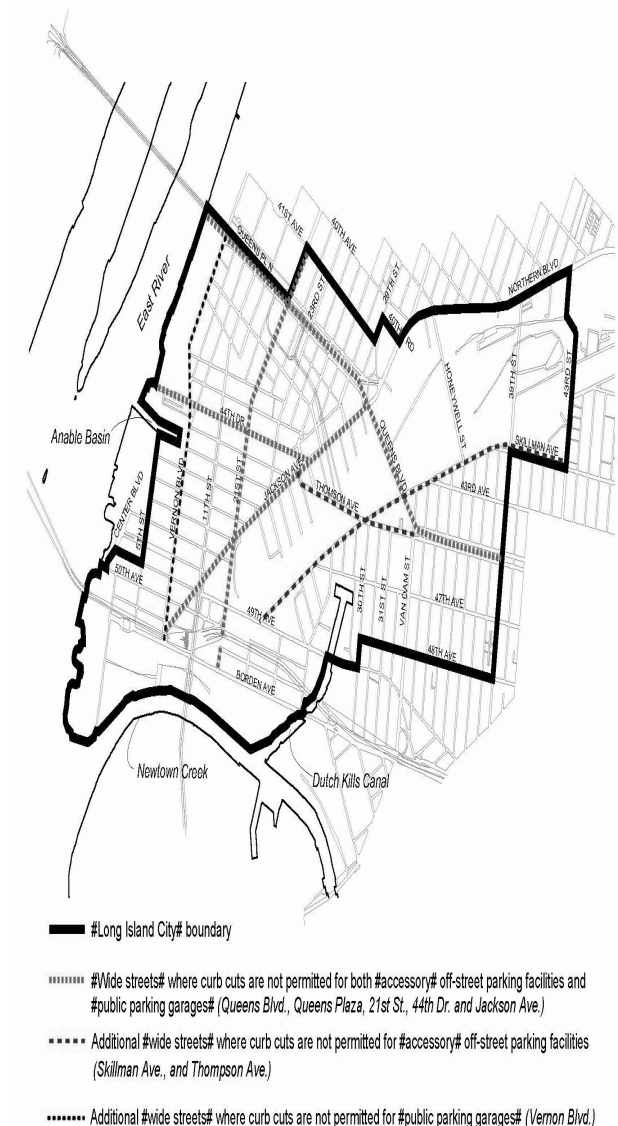 41ST AVE
40TH AVE
QUEENS PLN
23RD ST
29TH ST
40TH RD
NORTHERN BLVD
East River
HONEYWELL ST
39TH ST
43RD ST
44TH DR
QUEENS BLVD
SKILLMAN AVE
Anable Basin
JACKSON AVE
21ST ST
43RD AVE
THOMSON AVE
CENTER BLVD
5TH ST
VERNON BLVD
11TH ST
50TH AVE
30TH ST
31ST ST
VAN DAM ST
47TH AVE
49TH AVE
48TH AVE
BORDEN AVE
Newtown Creek
Dutch Kills Canal
#Long Island City# boundary
#Wide streets# where curb cuts are not permitted for both #accessory# off-street parking facilities and
#public parking garages# (Queens Blvd., Queens Plaza, 21st St., 44th Dr. and Jackson Ave.)
Additional #wide streets# where curb cuts are not permitted for #accessory# off-street parking facilities
(Skillman Ave., and Thompson Ave.)
Additional #wide streets# where curb cuts are not permitted for #public parking garages# (Vernon Blvd.)